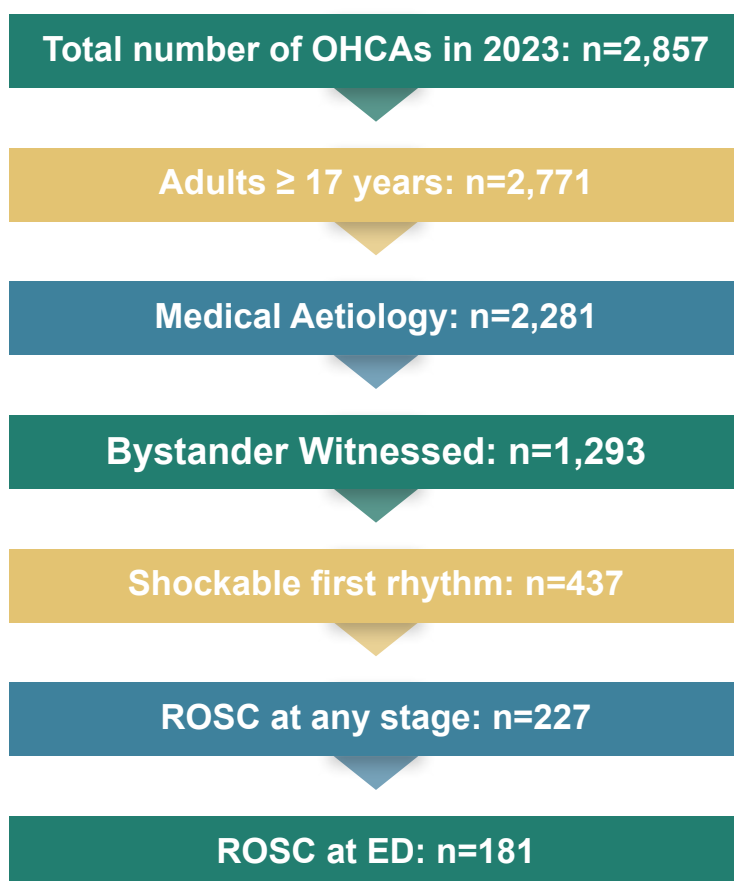 Total number of OHCAs in 2023: n=2,857
Adults ≥ 17 years: n=2,771
Medical Aetiology: n=2,281
Bystander Witnessed: n=1,293
Shockable first rhythm: n=437
ROSC at any stage: n=227
ROSC at ED: n=181